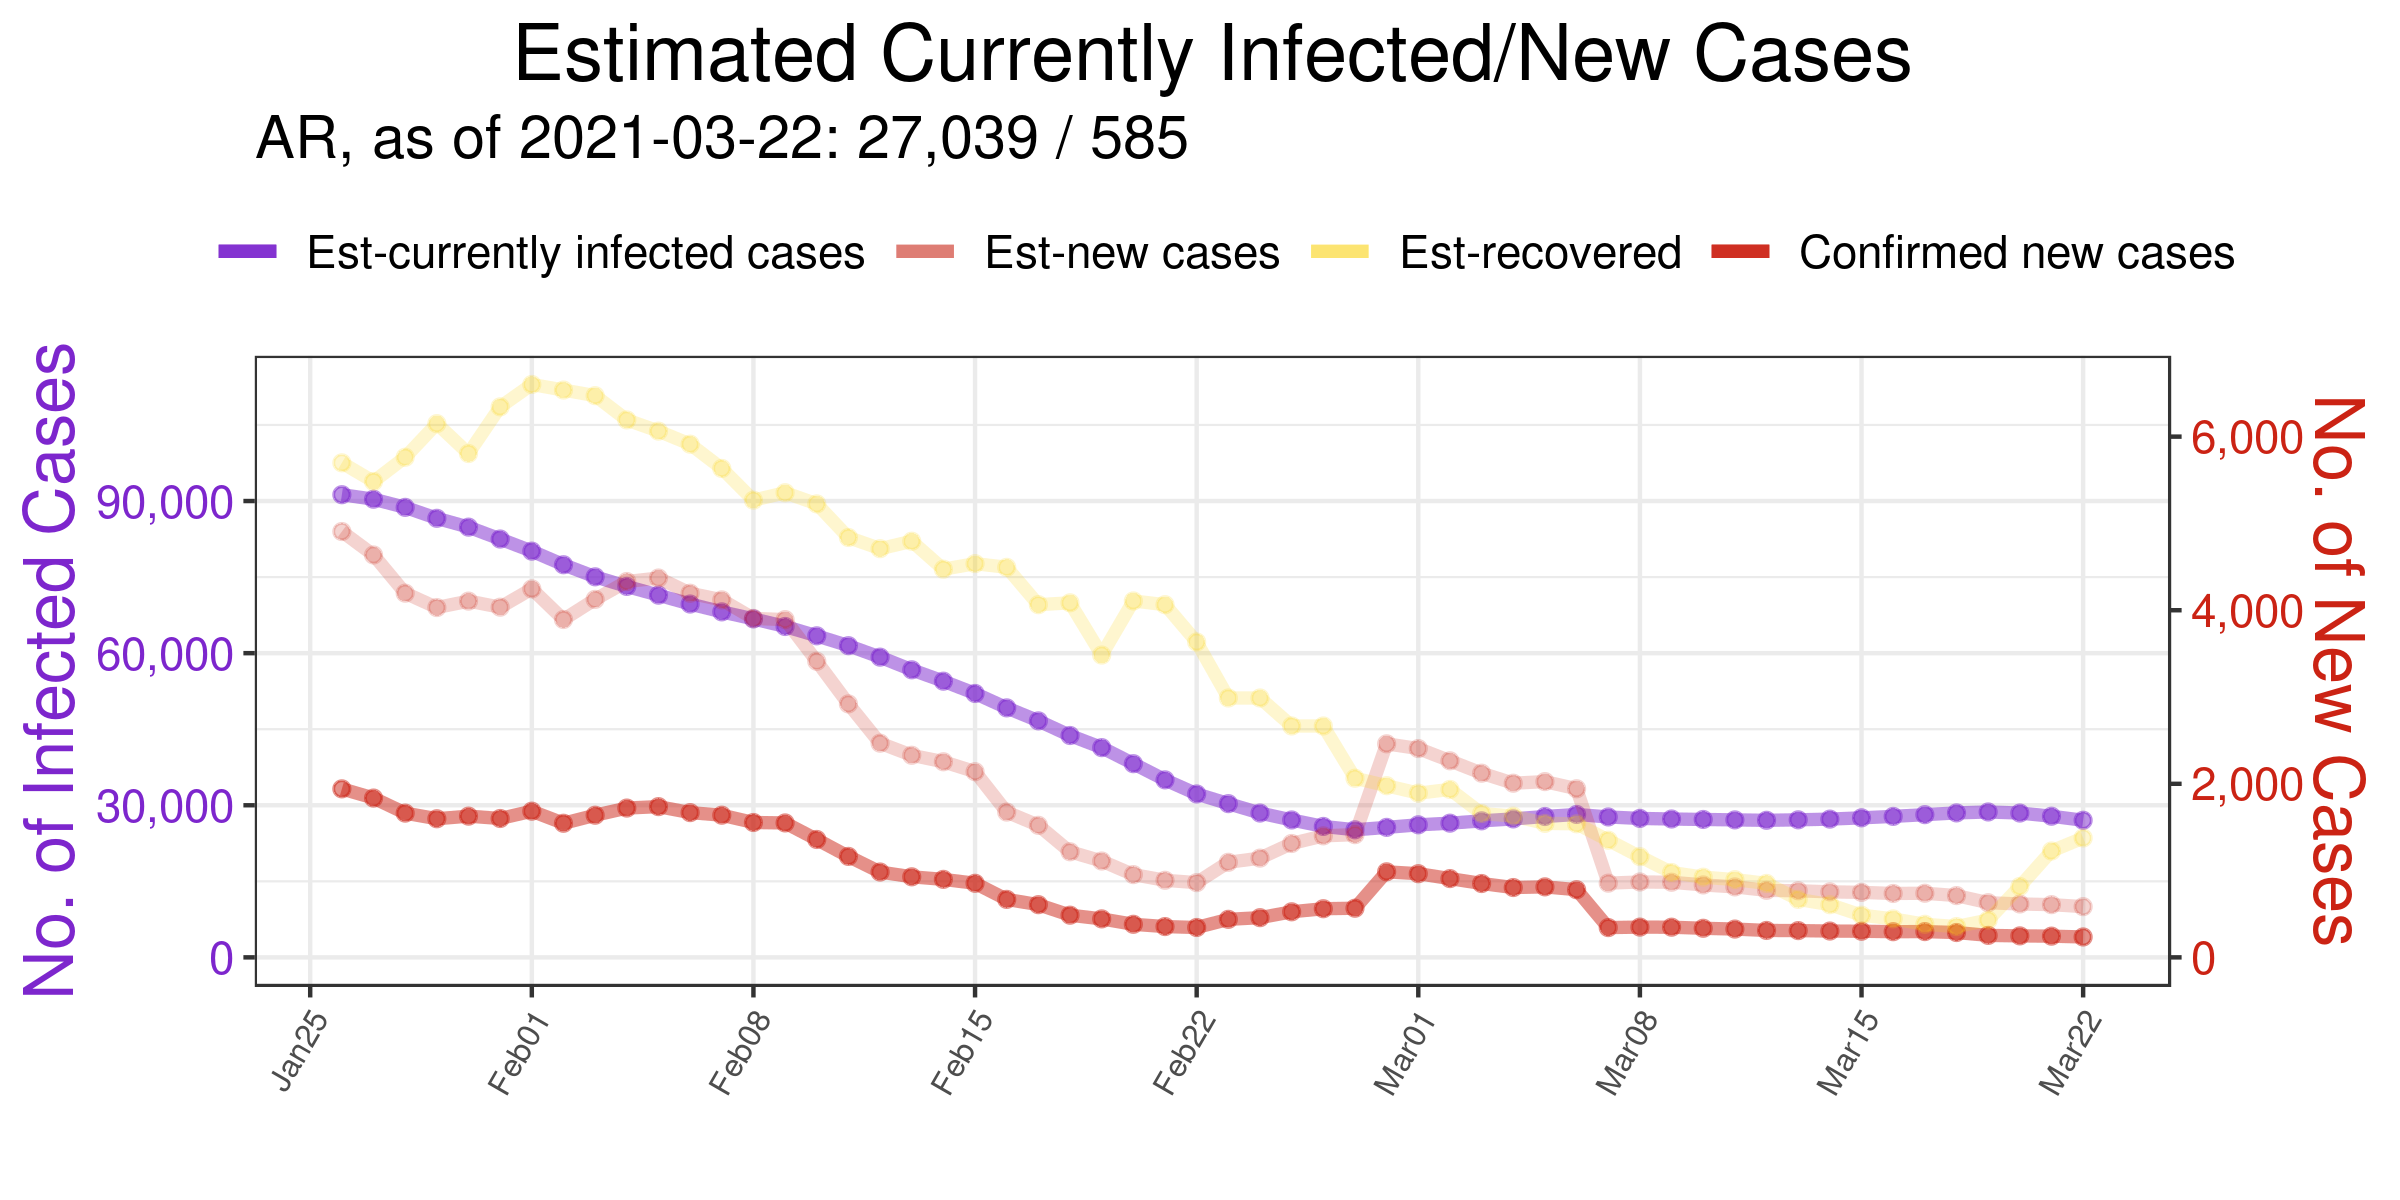 Estimated Currently Infected/New Cases
AR, as of 2021-03-22: 27,039 / 585
Est-currently infected cases Est-new cases Est-recovered Confirmed new cases
No. of Infected Cases
90,000
60,000
30,000
0
6,000
4,000
2,000
0
No. of New Cases
Jan25 Feb01 Feb08 Feb15 Feb22 Mar01 Mar08 Mar15 Mar22